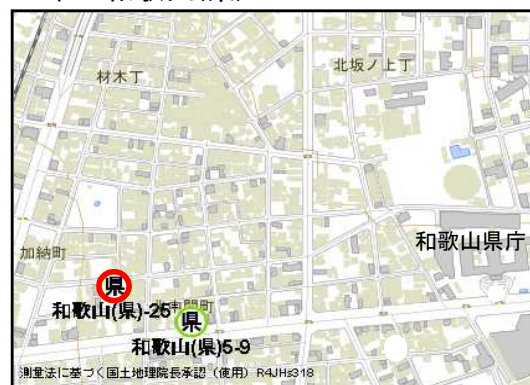 材木丁
北坂ノ上丁
和歌山県庁
加納町
県
和歌山(県)-25
県
和歌山(県)5-9
測量法に基づく国土地理院長承認(使用)R4JHs318